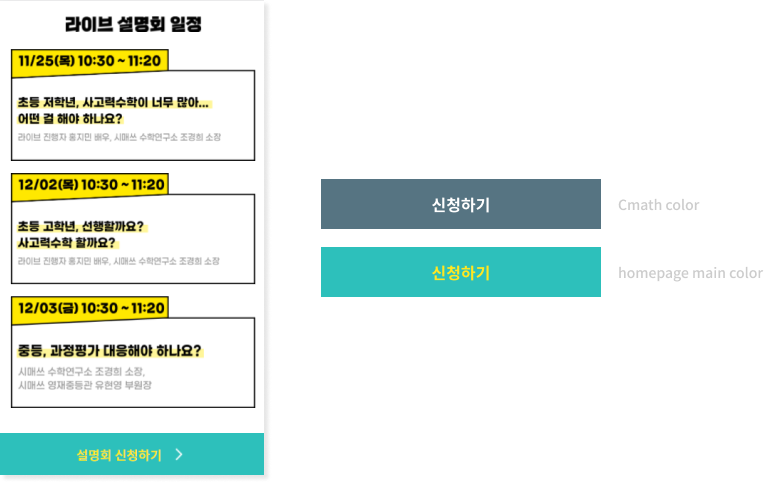 라이브 설명회 일정
11/25(목) 10:30 ~ 11:20
초등 저학년, 사고력수학이 너무 많아...
어떤 걸 해야 하나요?
라이브 진행자 홍지민 배우, 시매쓰 수학연구소 조경희 소장
12/02(목) 10:30 ~ 11:20
초등 고학년, 선행할까요?
사고력수학 할까요?
라이브 진행자 홍지민 배우, 시매쓰 수학연구소 조경희 소장
12/03(금) 10:30 ~ 11:20
중등, 과정평가 대응해야 하나요?
시매쓰 수학연구소 조경희 소장,
시매쓰 영재중등관 유현영 부원장
설명회 신청하기
신청하기 Cmath color
신청하기 homepage main color